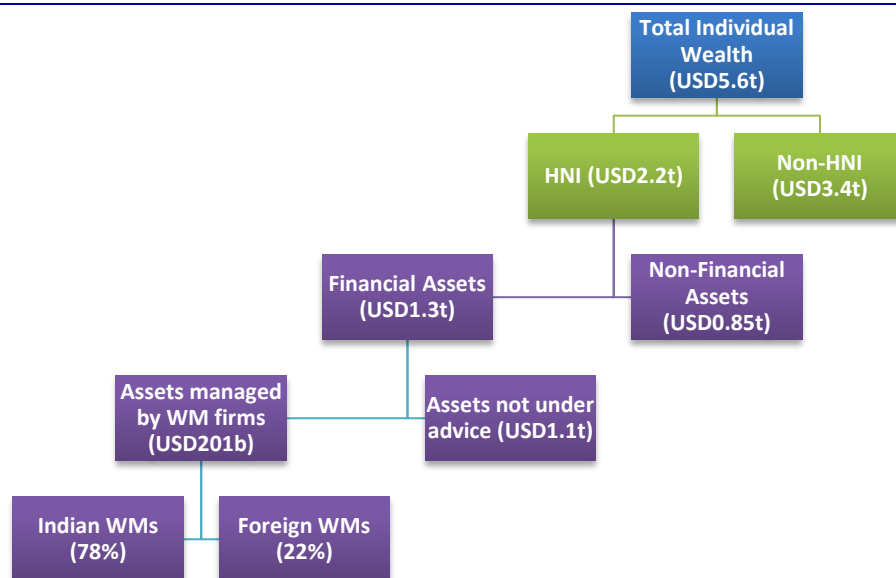 Total Individual
Wealth
(USD5.6t)
HNI (USD2.2t)
Non-HNI
(USD3.4t)
Financial Assets
(USD1.3t)
Non-Financial
Assets
(USD0.85t)
Assets managed
by WM firms
(USD201b)
Assets not under
advice (USD1.1t)
Indian WMs
(78%)
Foreign WMs
(22%)